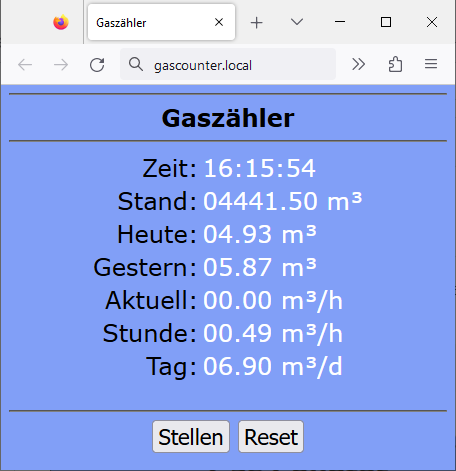 Gaszähler
gascounter.local
Gaszähler
Zeit: 16:15:54
Stand: 04441.50 m³
Heute: 04.93 m³
Gestern: 05.87 m³
Aktuell: 00.00 m³/h
Stunde: 00.49 m³/h
Tag: 06.90 m³/d
Stellen Reset